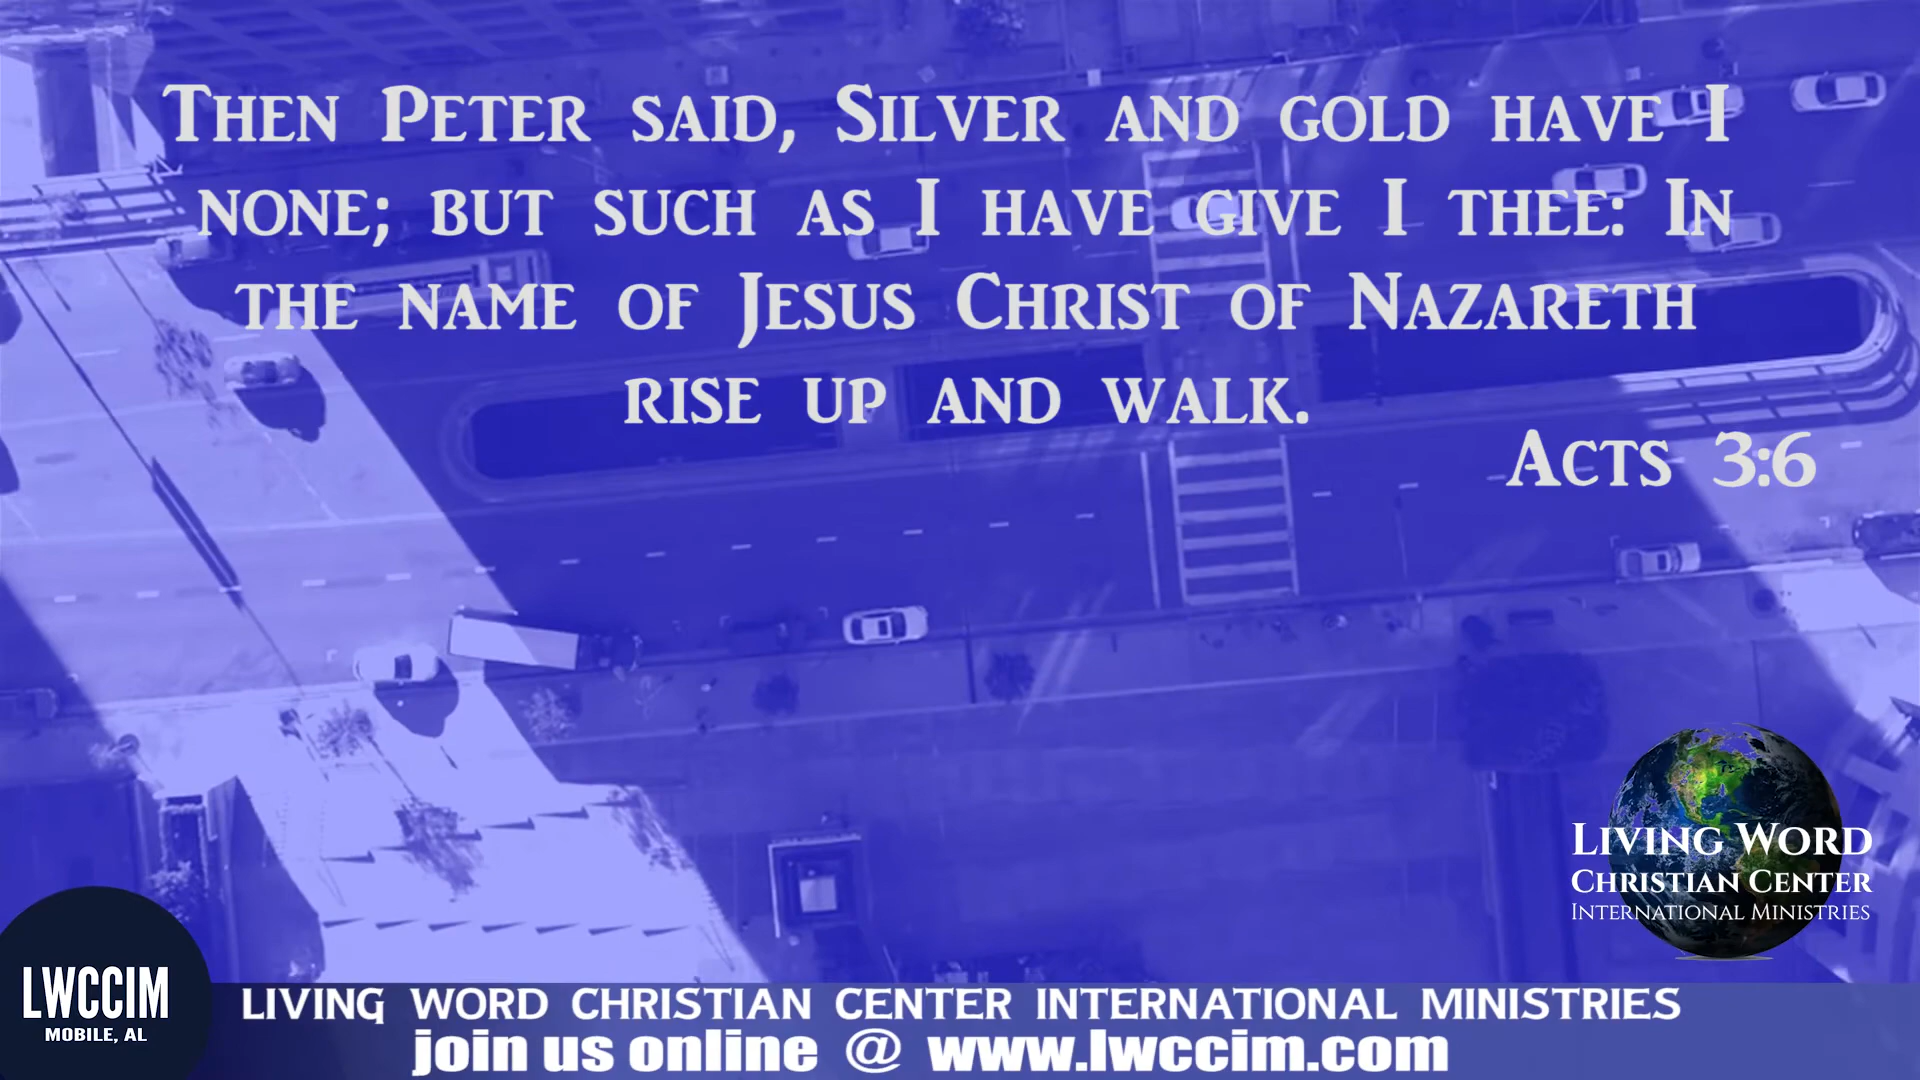 Then Peter said, Silver and gold have I
none; but such as I have give I thee: In
the name of Jesus Christ of Nazareth
rise up and walk.
Acts 3:6
Living Word
Christian Center
International Ministries
LWCCIM
MOBILE, AL
LIVING WORD CHRISTIAN CENTER INTERNATIONAL MINISTRIES
join us online @ www.lwccim.com